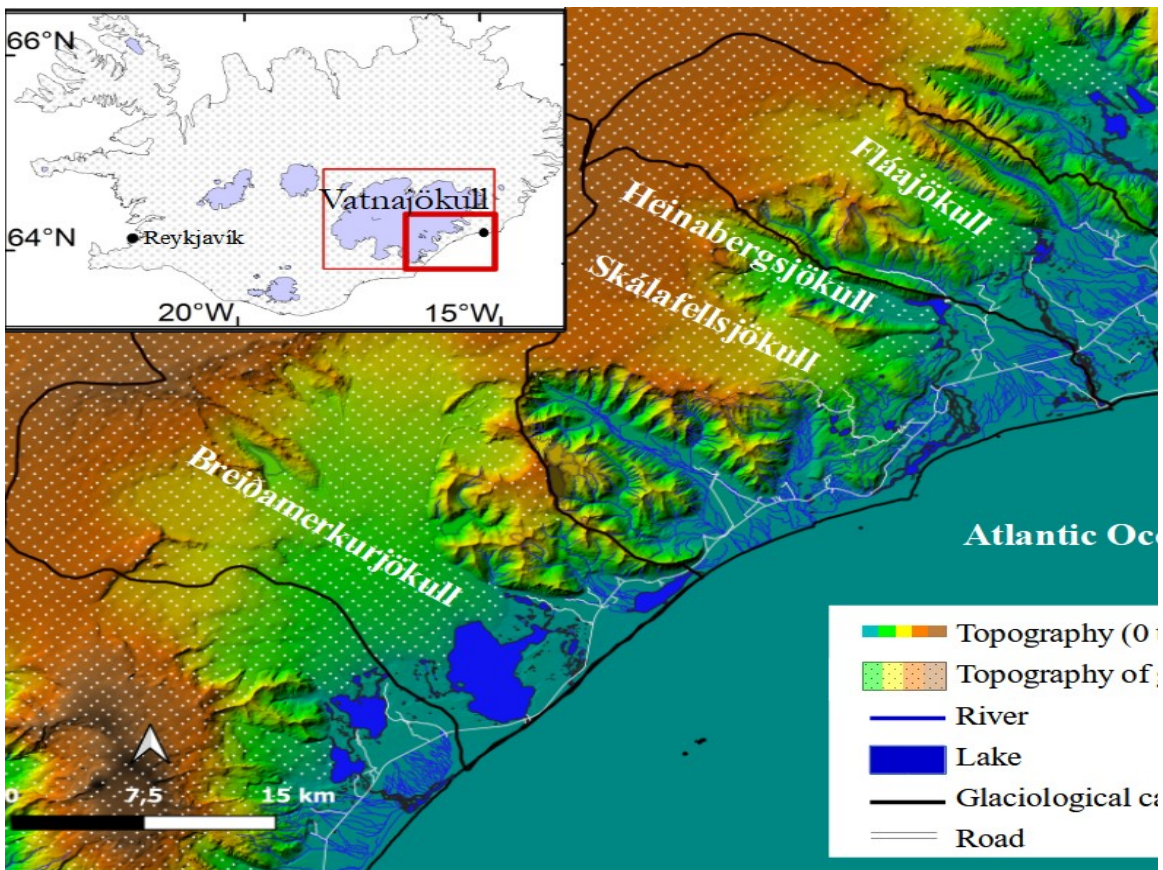 66°N
Vatnajökull
64°N
Reykjavík
20°W
15°W
Fláajökull
Heinabergsjökull
Skálafellsjökull
Breiðamerkurjökull
Atlantic Oce
Topography (0 t
Topography of g
River
Lake
Glaciological ca
Road
0
7,5
15 km